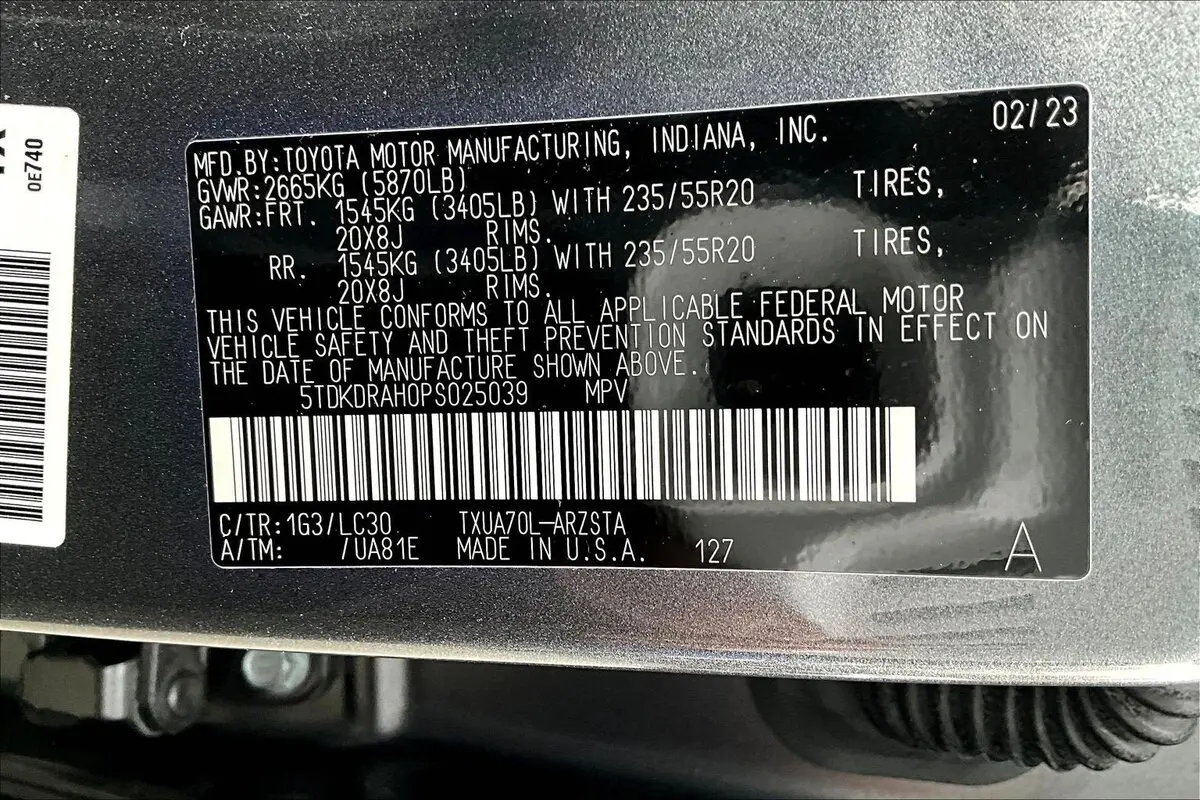 0E740
02/23
MFD.BY:TOYOTA MOTOR MANUFACTURING, INDIANA, INC.
GVWR:2665KG (5870LB)
GAWR:FRT. 1545KG (3405LB) WITH 235/55R20 TIRES,
20X8J RIMS.
RR. 1545KG (3405LB) WITH 235/55R20 TIRES,
20X8J RIMS.
THIS VEHICLE CONFORMS TO ALL APPLICABLE FEDERAL MOTOR
VEHICLE SAFETY AND THEFT PREVENTION STANDARDS IN EFFECT ON
THE DATE OF MANUFACTURE SHOWN ABOVE.
5TDKDRAH0PS025039 MPV
C/TR:1G3/LC30 TXUA70L-ARZSTA
A/TM: /UA81E MADE IN U.S.A. 127
A